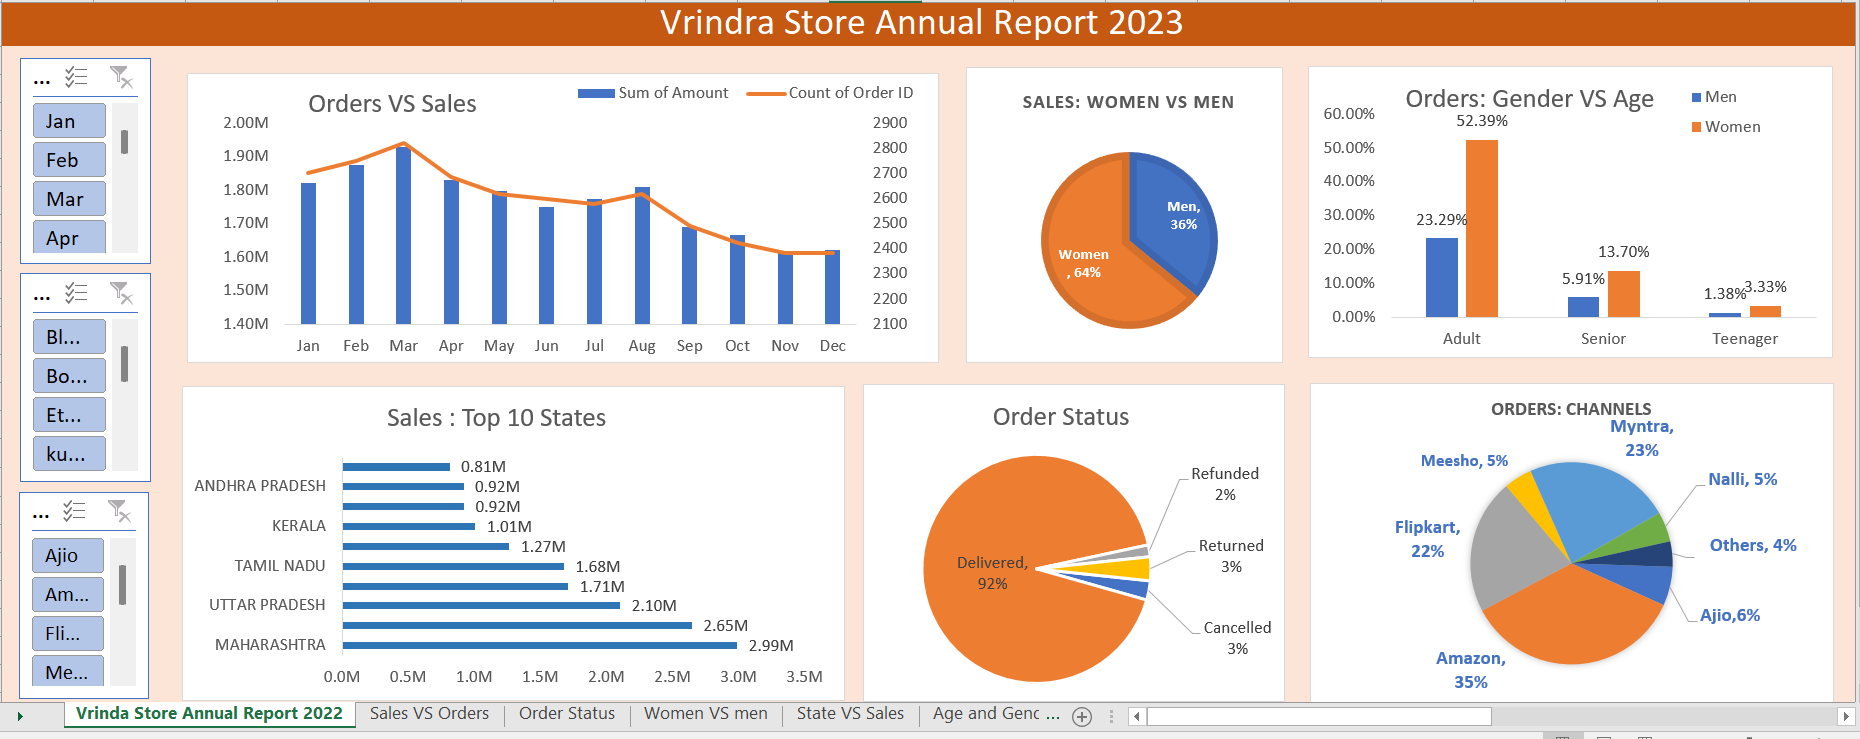 Vrindra Store Annual Report 2023
...
Jan
Feb
Mar
Apr
...
Bl...
Bo...
Et...
ku...
...
Ajio
Am...
Fli...
Me...
Orders VS Sales
Sum of Amount
Count of Order ID
2.00M
1.90M
1.80M
1.70M
1.60M
1.50M
1.40M
2900
2800
2700
2600
2500
2400
2300
2200
2100
Jan Feb Mar Apr May Jun Jul Aug Sep Oct Nov Dec
SALES: WOMEN VS MEN
Men,
36%
Women
, 64%
Orders: Gender VS Age
Men
Women
60.00%
50.00%
40.00%
30.00%
20.00%
10.00%
0.00%
23.29%
52.39%
5.91%
13.70%
1.38%
3.33%
Adult Senior Teenager
Sales : Top 10 States
0.81M
ANDHRA PRADESH 0.92M
0.92M
KERALA 1.01M
1.27M
TAMIL NADU 1.68M
1.71M
UTTAR PRADESH 2.10M
2.65M
MAHARASHTRA 2.99M
0.0M 0.5M 1.0M 1.5M 2.0M 2.5M 3.0M 3.5M
Order Status
Refunded
2%
Returned
3%
Delivered,
92%
Cancelled
3%
ORDERS: CHANNELS
Myntra,
23%
Meesho, 5%
Nalli, 5%
Flipkart,
22%
Others, 4%
Ajio,6%
Amazon,
35%
Vrinda Store Annual Report 2022 Sales VS Orders Order Status Women VS men State VS Sales Age and Genc ...